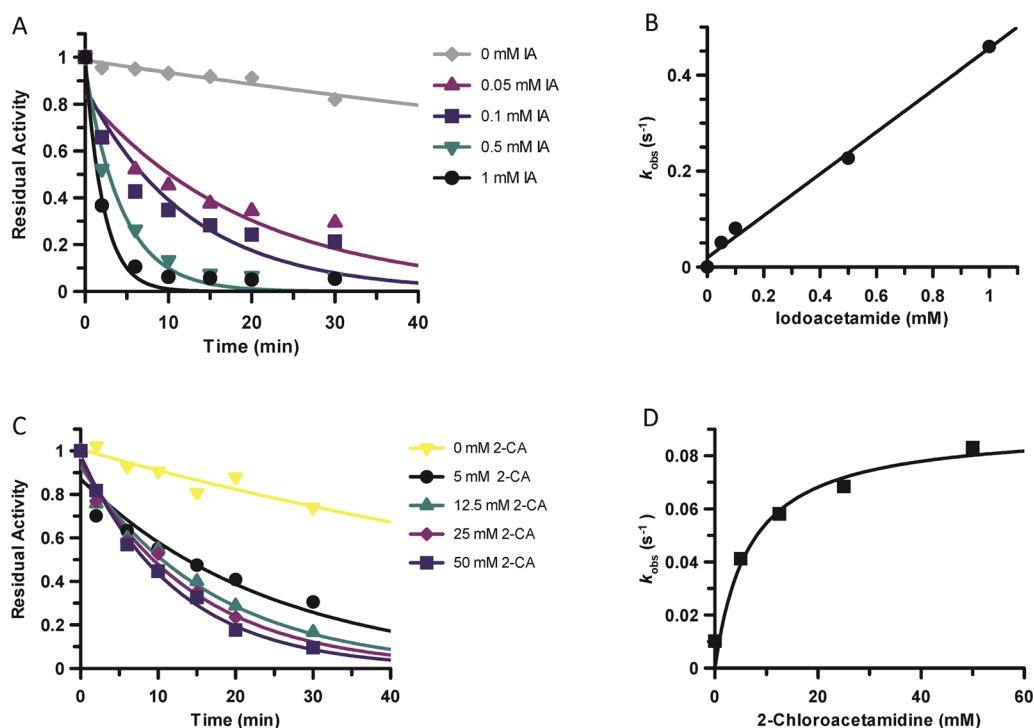 A
Residual Activity
1
0.8
0.6
0.4
0.2
0
0
10
20
30
40
Time (min)
0 mM IA
0.05 mM IA
0.1 mM IA
0.5 mM IA
1 mM IA
B
kobs (s⁻¹)
0.4
0.2
0
0
0.2
0.4
0.6
0.8
1
Iodoacetamide (mM)
C
Residual Activity
1
0.8
0.6
0.4
0.2
0
0
10
20
30
40
Time (min)
0 mM 2-CA
5 mM 2-CA
12.5 mM 2-CA
25 mM 2-CA
50 mM 2-CA
D
kobs (s⁻¹)
0.08
0.06
0.04
0.02
0
0
20
40
60
2-Chloroacetamidine (mM)